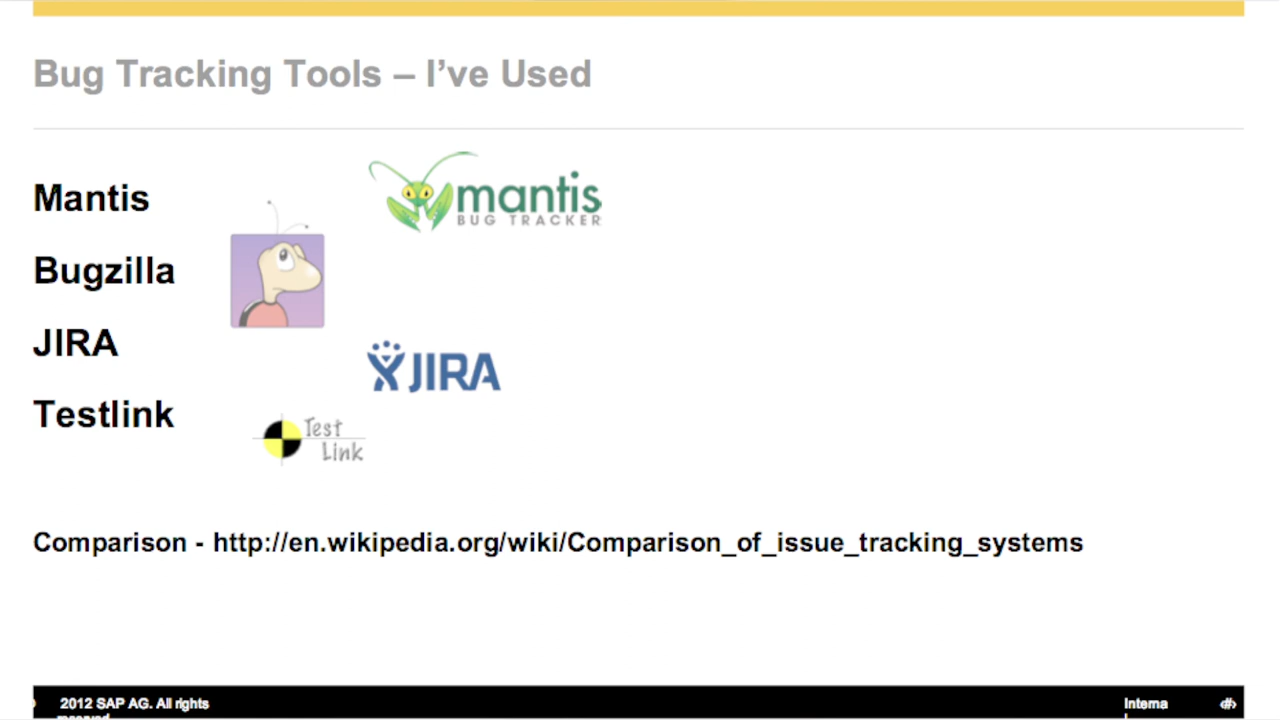 Bug Tracking Tools – I’ve Used
Mantis
mantis
BUG TRACKER
Bugzilla
JIRA
JIRA
Testlink
Test
Link
Comparison - http://en.wikipedia.org/wiki/Comparison_of_issue_tracking_systems
2012 SAP AG. All rights
Interna
‹#›